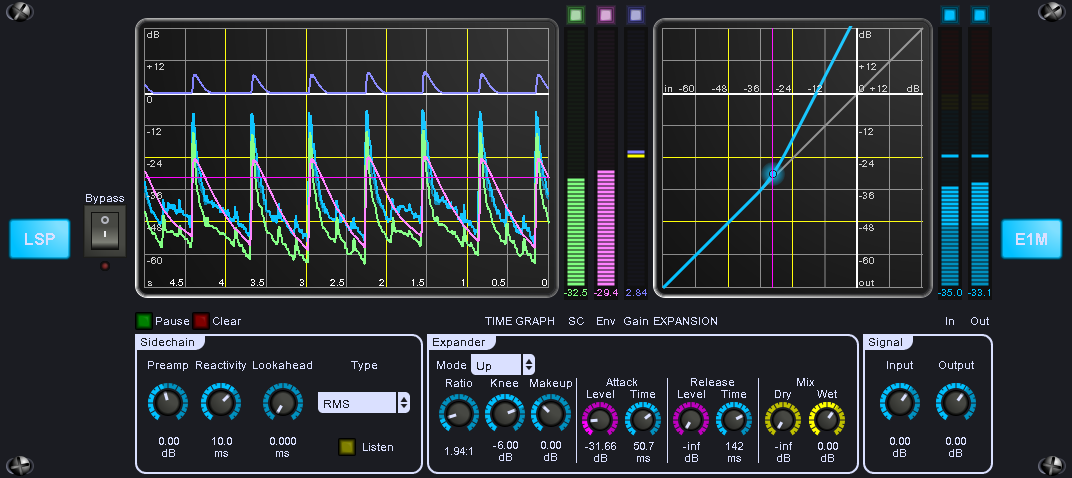 dB
+12
0
-12
-24
-36
-48
-60
s 4.5 4 3.5 3 2.5 2 1.5 1 0.5 0
dB
+12
in -60 -48 -36 -24 -12 0 +12 dB
-12
-24
-36
-48
-60
out
Bypass
O
I
LSP
E1M
-32.5 -29.4 2.84
-35.0 -33.1
Pause Clear TIME GRAPH SC Env Gain EXPANSION In Out
Sidechain
Preamp Reactivity Lookahead Type
RMS
0.00 10.0 0.000
dB ms ms
Listen
Expander
Mode Up
Ratio Knee Makeup
1.94:1 -6.00 0.00
dB dB
Attack
Level Time
-31.66 50.7
dB ms
Release
Level Time
-inf 142
dB ms
Mix
Dry Wet
-inf 0.00
dB dB
Signal
Input Output
0.00 0.00
dB dB